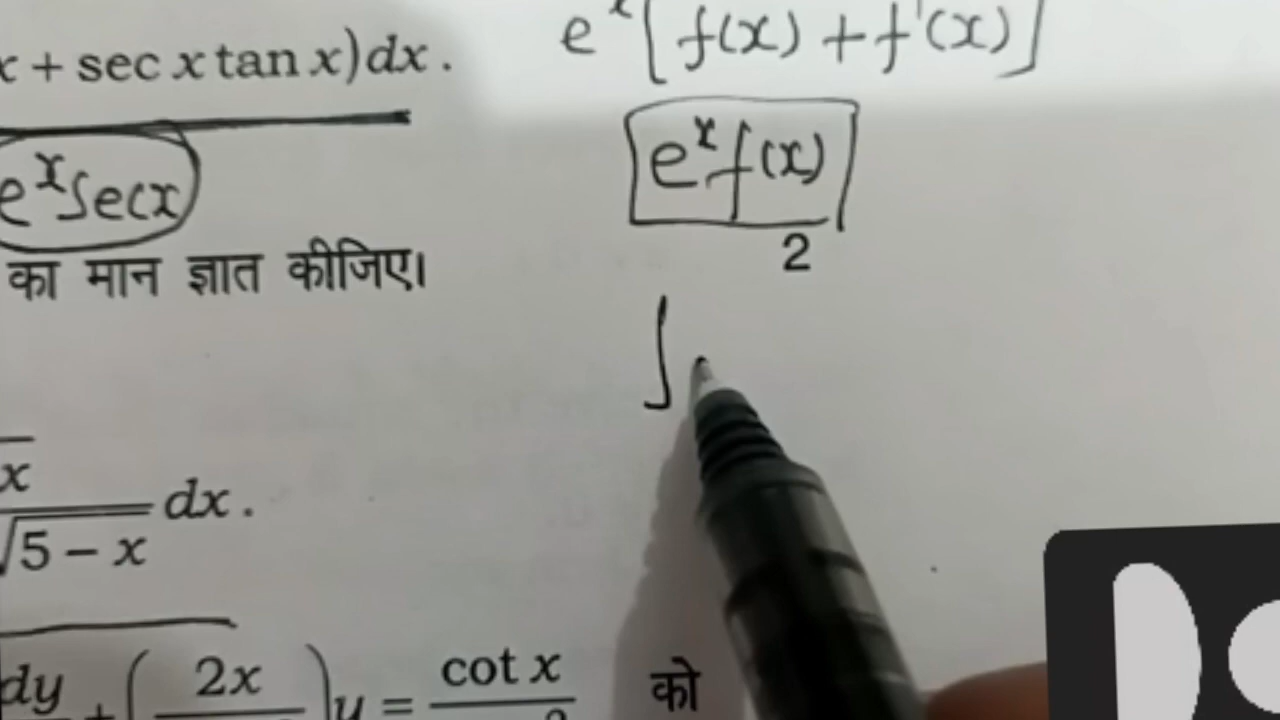 x + sec x tan x)dx.
e^x [f(x) + f'(x)]
e^x f(x)
e^x Sec x
2
का मान ज्ञात कीजिए।
∫
x
√5 − x dx.
dy + ( 2x ) y = cot x को